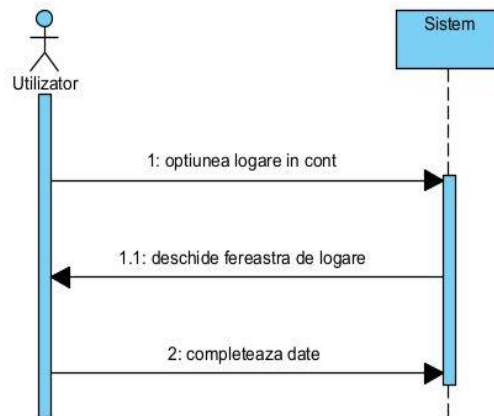 Sistem
Utilizator
1: optiunea logare in cont
1.1: deschide fereastra de logare
2: completeaza date